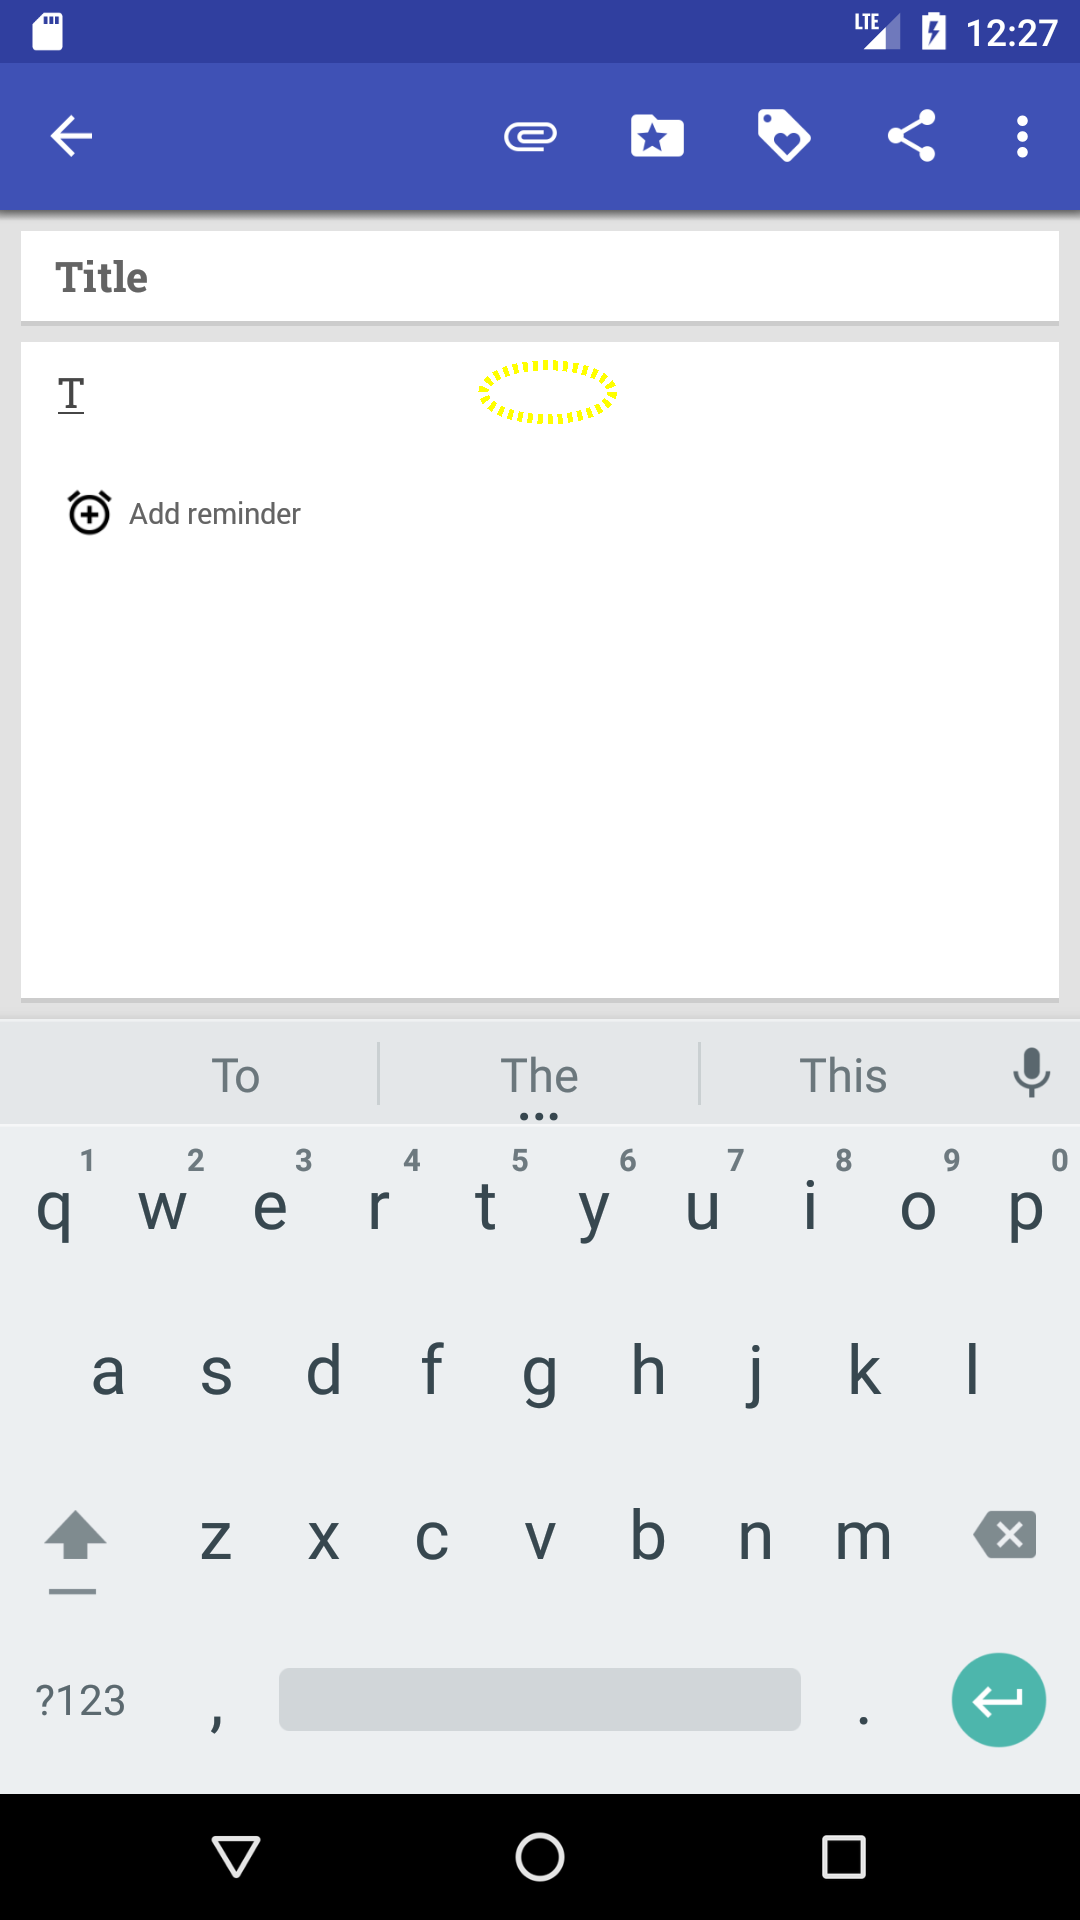 LTE 12:27
Title
T
Add reminder
To The This
1 2 3 4 5 6 7 8 9 0
q w e r t y u i o p
a s d f g h j k l
z x c v b n m
?123 , .